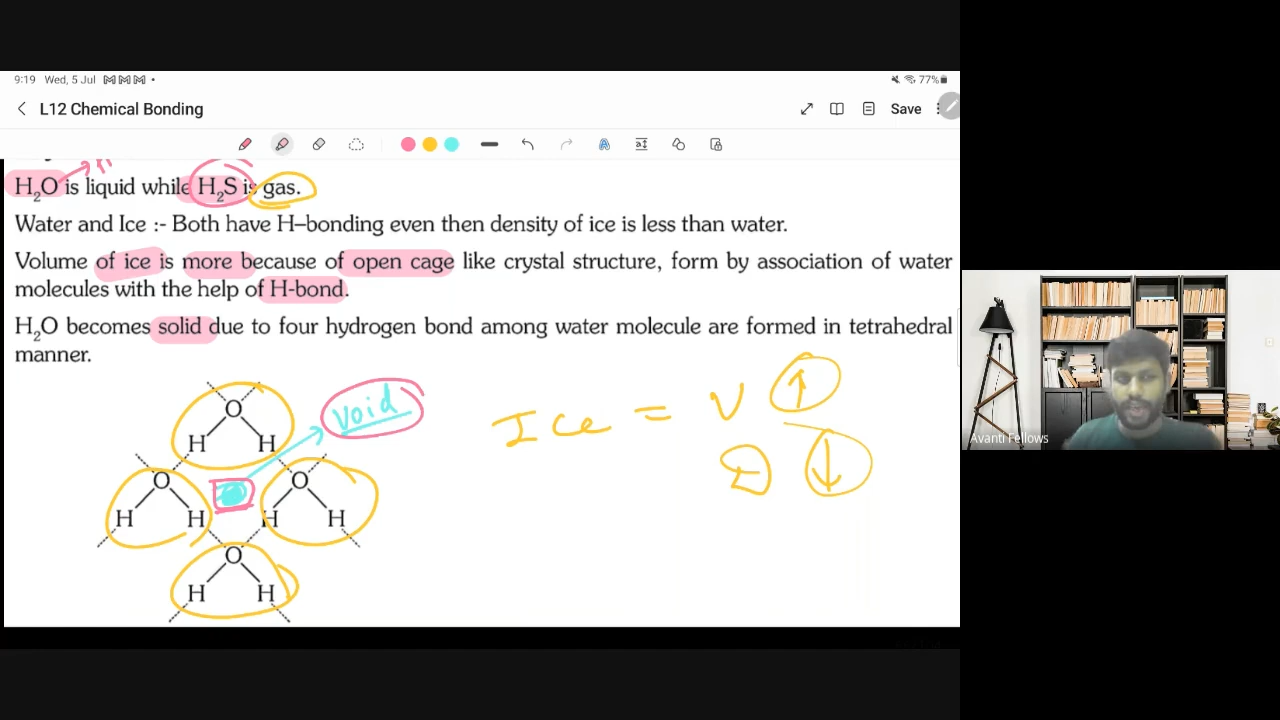 9:19 Wed, 5 Jul
77%
L12 Chemical Bonding
Save
H₂O is liquid while H₂S is gas.
Water and Ice :- Both have H–bonding even then density of ice is less than water.
Volume of ice is more because of open cage like crystal structure, form by association of water
molecules with the help of H-bond.
H₂O becomes solid due to four hydrogen bond among water molecule are formed in tetrahedral
manner.
O
H H
void
O O
H H H H
O
H H
Ice = V ↑
D ↓
Avanti Fellows